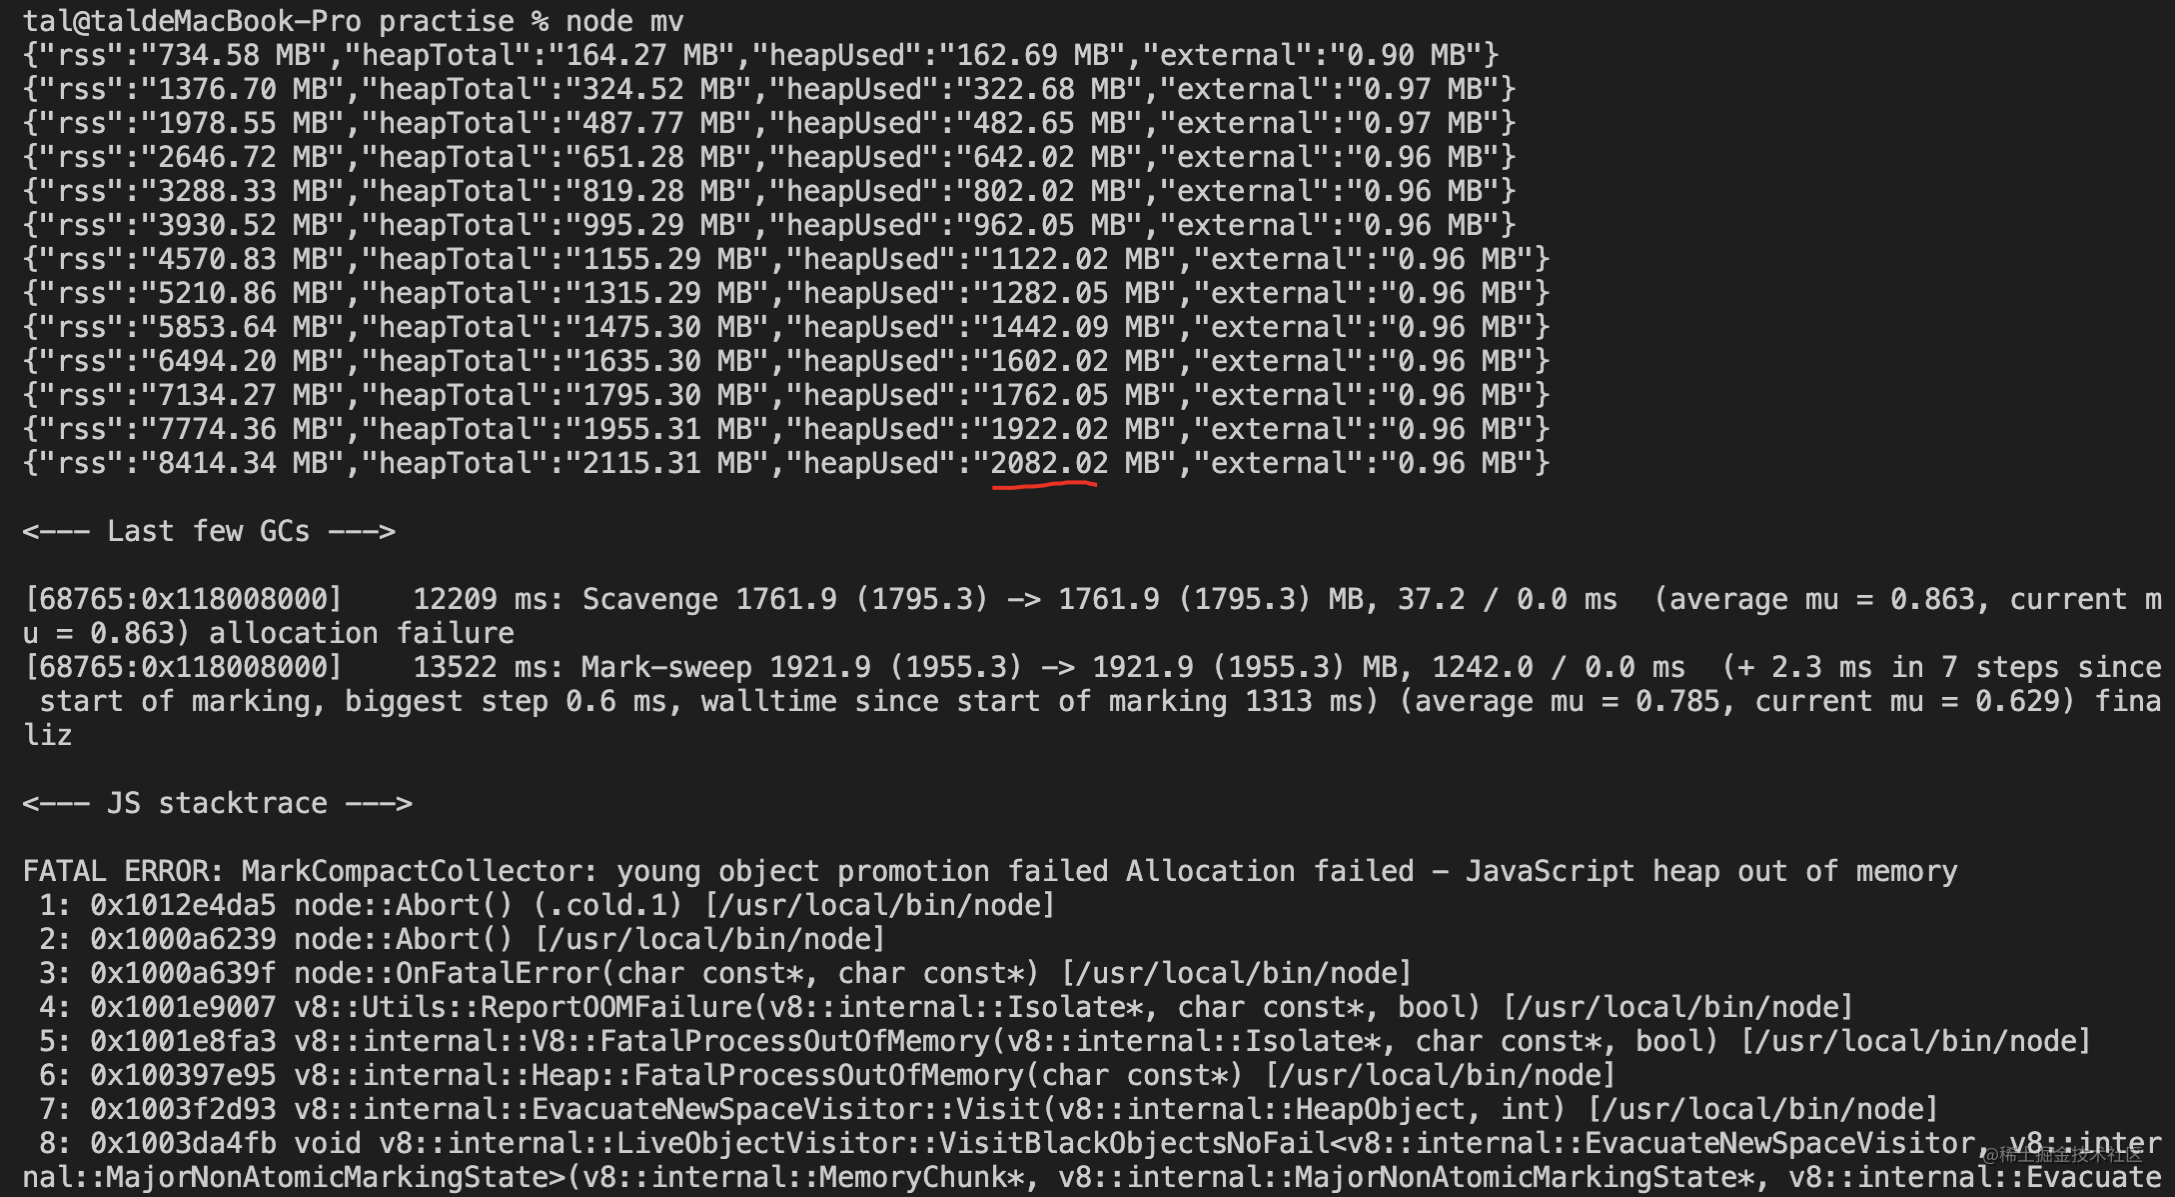 tal@taldeMacBook-Pro practise % node mv
{"rss":"734.58 MB","heapTotal":"164.27 MB","heapUsed":"162.69 MB","external":"0.90 MB"}
{"rss":"1376.70 MB","heapTotal":"324.52 MB","heapUsed":"322.68 MB","external":"0.97 MB"}
{"rss":"1978.55 MB","heapTotal":"487.77 MB","heapUsed":"482.65 MB","external":"0.97 MB"}
{"rss":"2646.72 MB","heapTotal":"651.28 MB","heapUsed":"642.02 MB","external":"0.96 MB"}
{"rss":"3288.33 MB","heapTotal":"819.28 MB","heapUsed":"802.02 MB","external":"0.96 MB"}
{"rss":"3930.52 MB","heapTotal":"995.29 MB","heapUsed":"962.05 MB","external":"0.96 MB"}
{"rss":"4570.83 MB","heapTotal":"1155.29 MB","heapUsed":"1122.02 MB","external":"0.96 MB"}
{"rss":"5210.86 MB","heapTotal":"1315.29 MB","heapUsed":"1282.05 MB","external":"0.96 MB"}
{"rss":"5853.64 MB","heapTotal":"1475.30 MB","heapUsed":"1442.09 MB","external":"0.96 MB"}
{"rss":"6494.20 MB","heapTotal":"1635.30 MB","heapUsed":"1602.02 MB","external":"0.96 MB"}
{"rss":"7134.27 MB","heapTotal":"1795.30 MB","heapUsed":"1762.05 MB","external":"0.96 MB"}
{"rss":"7774.36 MB","heapTotal":"1955.31 MB","heapUsed":"1922.02 MB","external":"0.96 MB"}
{"rss":"8414.34 MB","heapTotal":"2115.31 MB","heapUsed":"2082.02 MB","external":"0.96 MB"}
<--- Last few GCs --->
[68765:0x118008000]    12209 ms: Scavenge 1761.9 (1795.3) -> 1761.9 (1795.3) MB, 37.2 / 0.0 ms  (average mu = 0.863, current m
u = 0.863) allocation failure
[68765:0x118008000]    13522 ms: Mark-sweep 1921.9 (1955.3) -> 1921.9 (1955.3) MB, 1242.0 / 0.0 ms  (+ 2.3 ms in 7 steps since
 start of marking, biggest step 0.6 ms, walltime since start of marking 1313 ms) (average mu = 0.785, current mu = 0.629) fina
liz
<--- JS stacktrace --->
FATAL ERROR: MarkCompactCollector: young object promotion failed Allocation failed - JavaScript heap out of memory
 1: 0x1012e4da5 node::Abort() (.cold.1) [/usr/local/bin/node]
 2: 0x1000a6239 node::Abort() [/usr/local/bin/node]
 3: 0x1000a639f node::OnFatalError(char const*, char const*) [/usr/local/bin/node]
 4: 0x1001e9007 v8::Utils::ReportOOMFailure(v8::internal::Isolate*, char const*, bool) [/usr/local/bin/node]
 5: 0x1001e8fa3 v8::internal::V8::FatalProcessOutOfMemory(v8::internal::Isolate*, char const*, bool) [/usr/local/bin/node]
 6: 0x100397e95 v8::internal::Heap::FatalProcessOutOfMemory(char const*) [/usr/local/bin/node]
 7: 0x1003f2d93 v8::internal::EvacuateNewSpaceVisitor::Visit(v8::internal::HeapObject, int) [/usr/local/bin/node]
 8: 0x1003da4fb void v8::internal::LiveObjectVisitor::VisitBlackObjectsNoFail<v8::internal::EvacuateNewSpaceVisitor, v8::inter
nal::MajorNonAtomicMarkingState>(v8::internal::MemoryChunk*, v8::internal::MajorNonAtomicMarkingState*, v8::internal::Evacuate
@稀土掘金技术社区